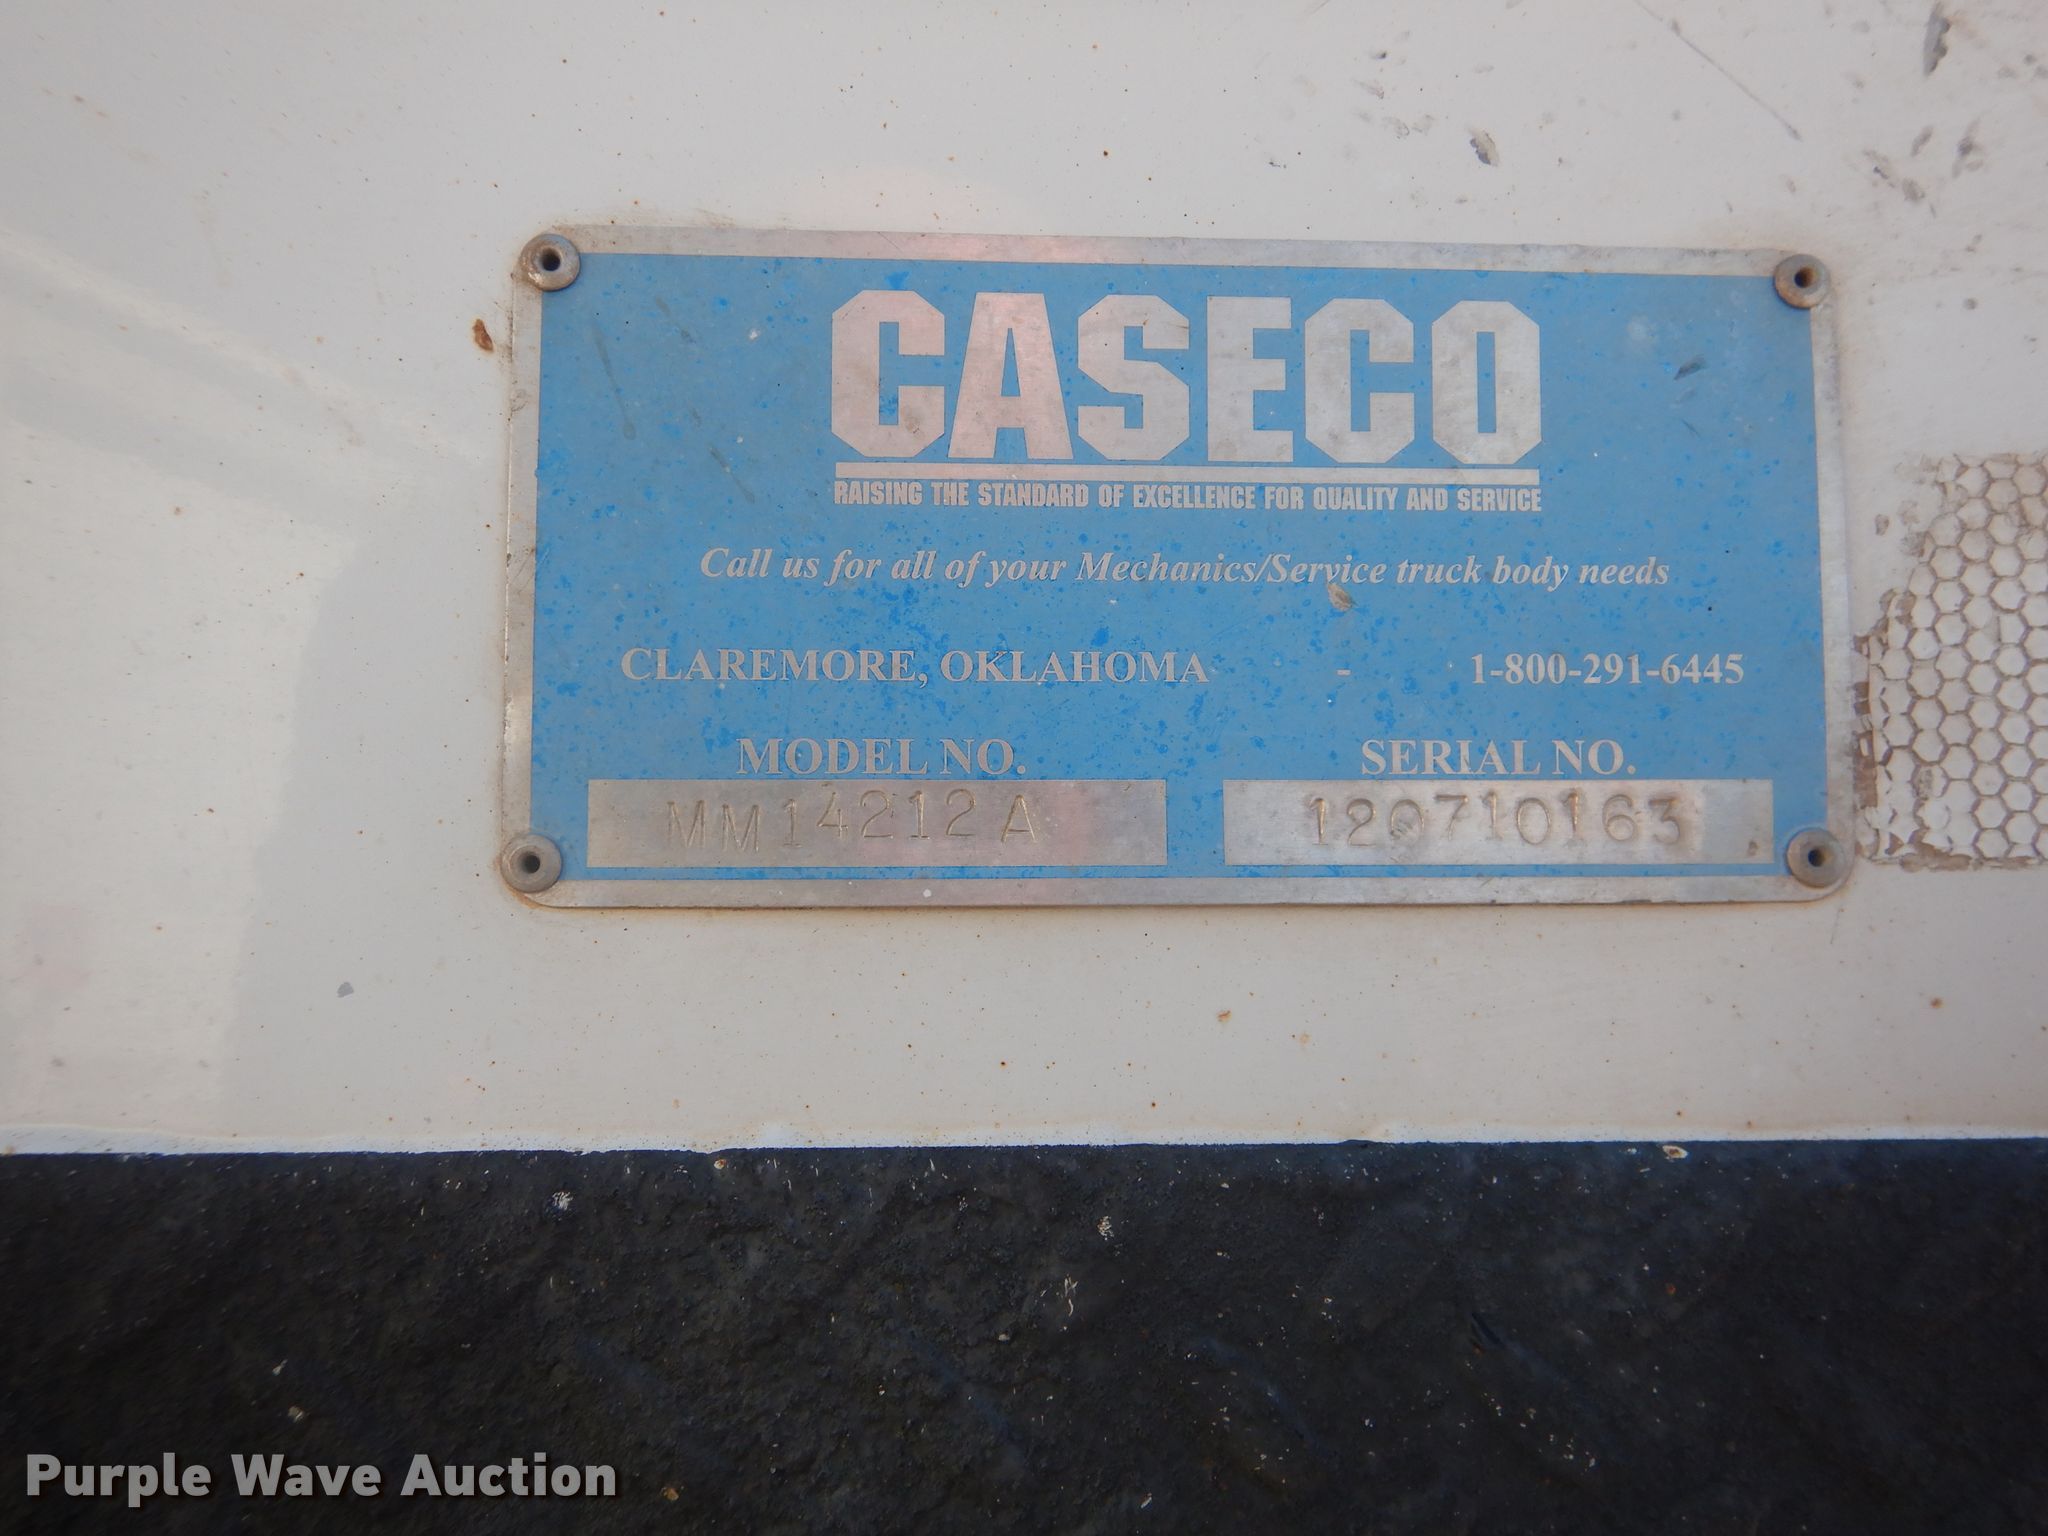 CASECO
RAISING THE STANDARD OF EXCELLENCE FOR QUALITY AND SERVICE
Call us for all of your Mechanics/Service truck body needs
CLAREMORE, OKLAHOMA - 1-800-291-6445
MODEL NO. SERIAL NO.
MM14212A 120710163
Purple Wave Auction